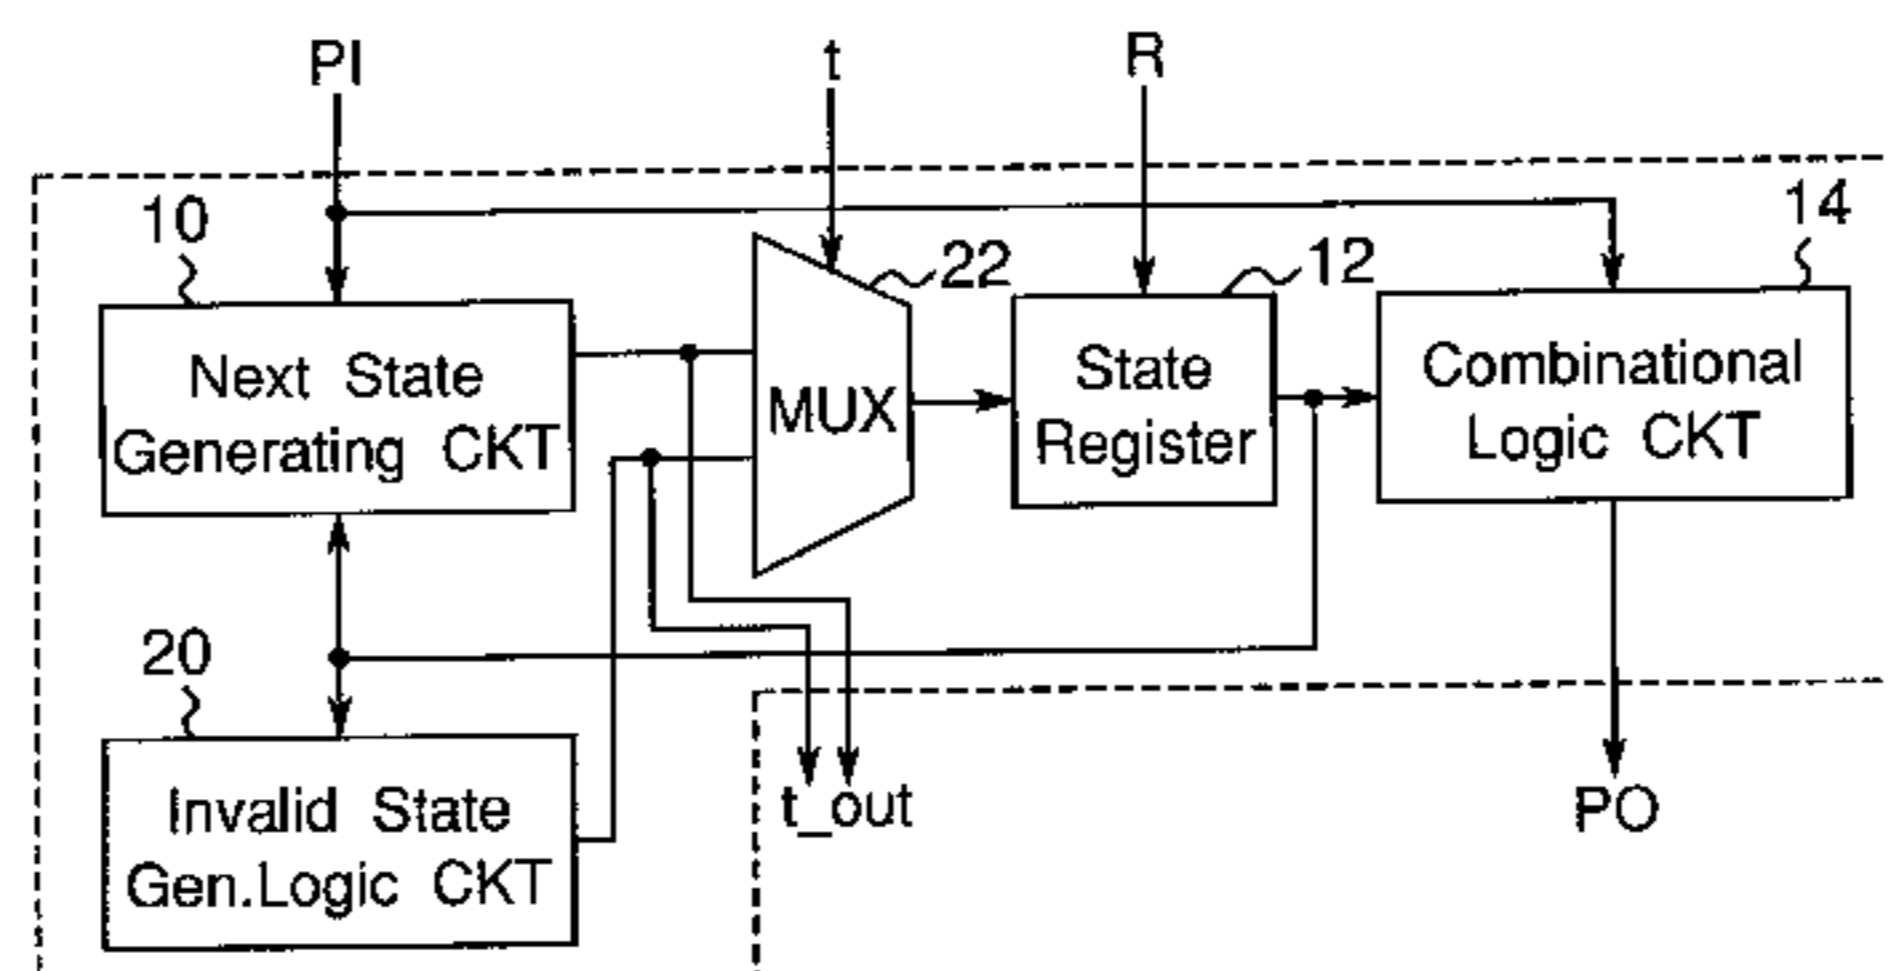 PI
t
R
10
22
12
14
Next State
Generating CKT
MUX
State
Register
Combinational
Logic CKT
20
Invalid State
Gen.Logic CKT
t_out
PO